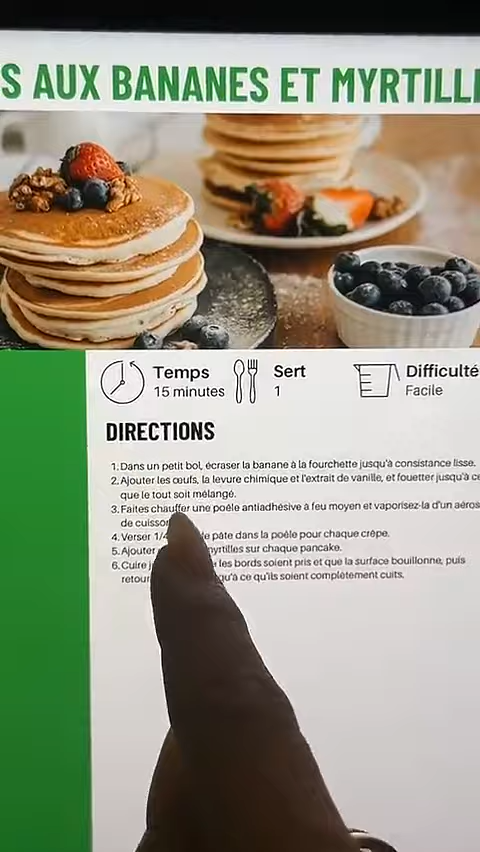 S AUX BANANES ET MYRTILL
Temps
15 minutes
Sert
1
Difficulté
Facile
DIRECTIONS
1. Dans un petit bol, écraser la banane à la fourchette jusqu'à consistance lisse.
2. Ajouter les œufs, la levure chimique et l'extrait de vanille, et fouetter jusqu'à ce
que le tout soit mélangé.
3. Faites chauffer une poêle antiadhésive à feu moyen et vaporisez-la d'un aéros
de cuisson
4. Verser 1/4 de pâte dans la poêle pour chaque crêpe.
5. Ajouter myrtilles sur chaque pancake.
6. Cuire les bords soient pris et que la surface bouillonne, puis
retour qu'à ce qu'ils soient complètement cuits.